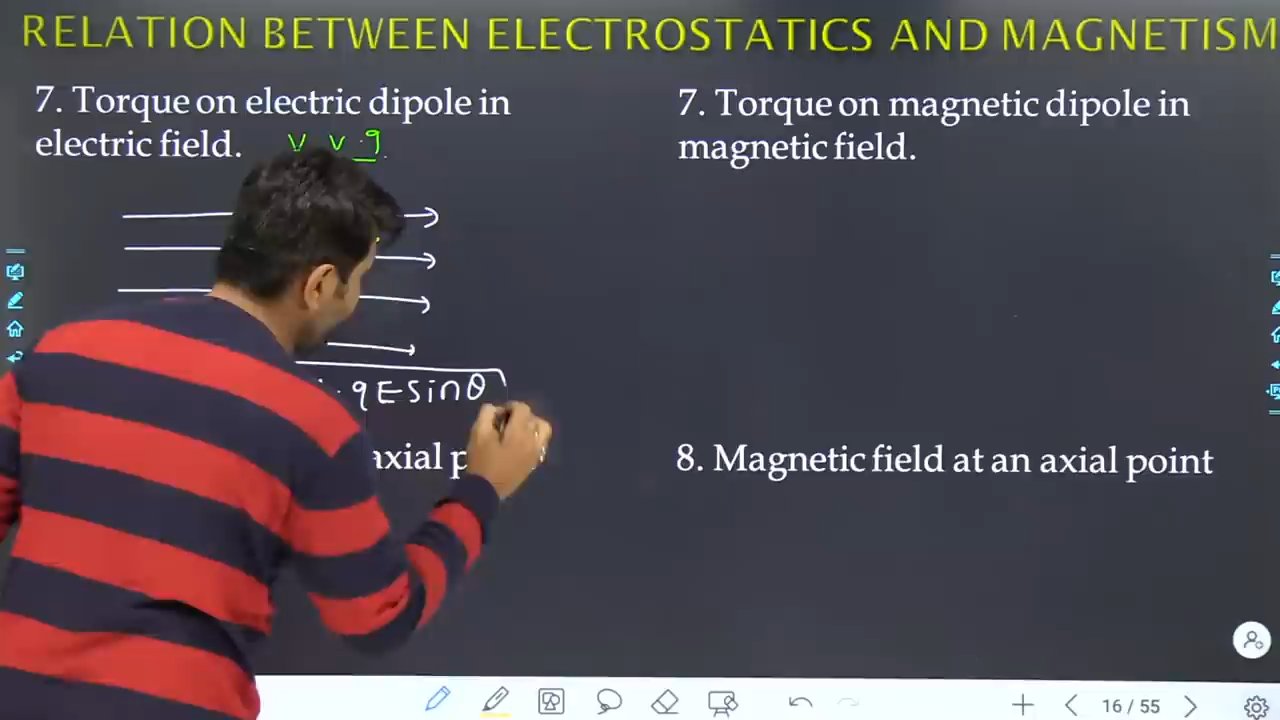 RELATION BETWEEN ELECTROSTATICS AND MAGNETISM
7. Torque on electric dipole in
electric field. v v g
qEsinθ
axial
7. Torque on magnetic dipole in
magnetic field.
8. Magnetic field at an axial point
16 / 55